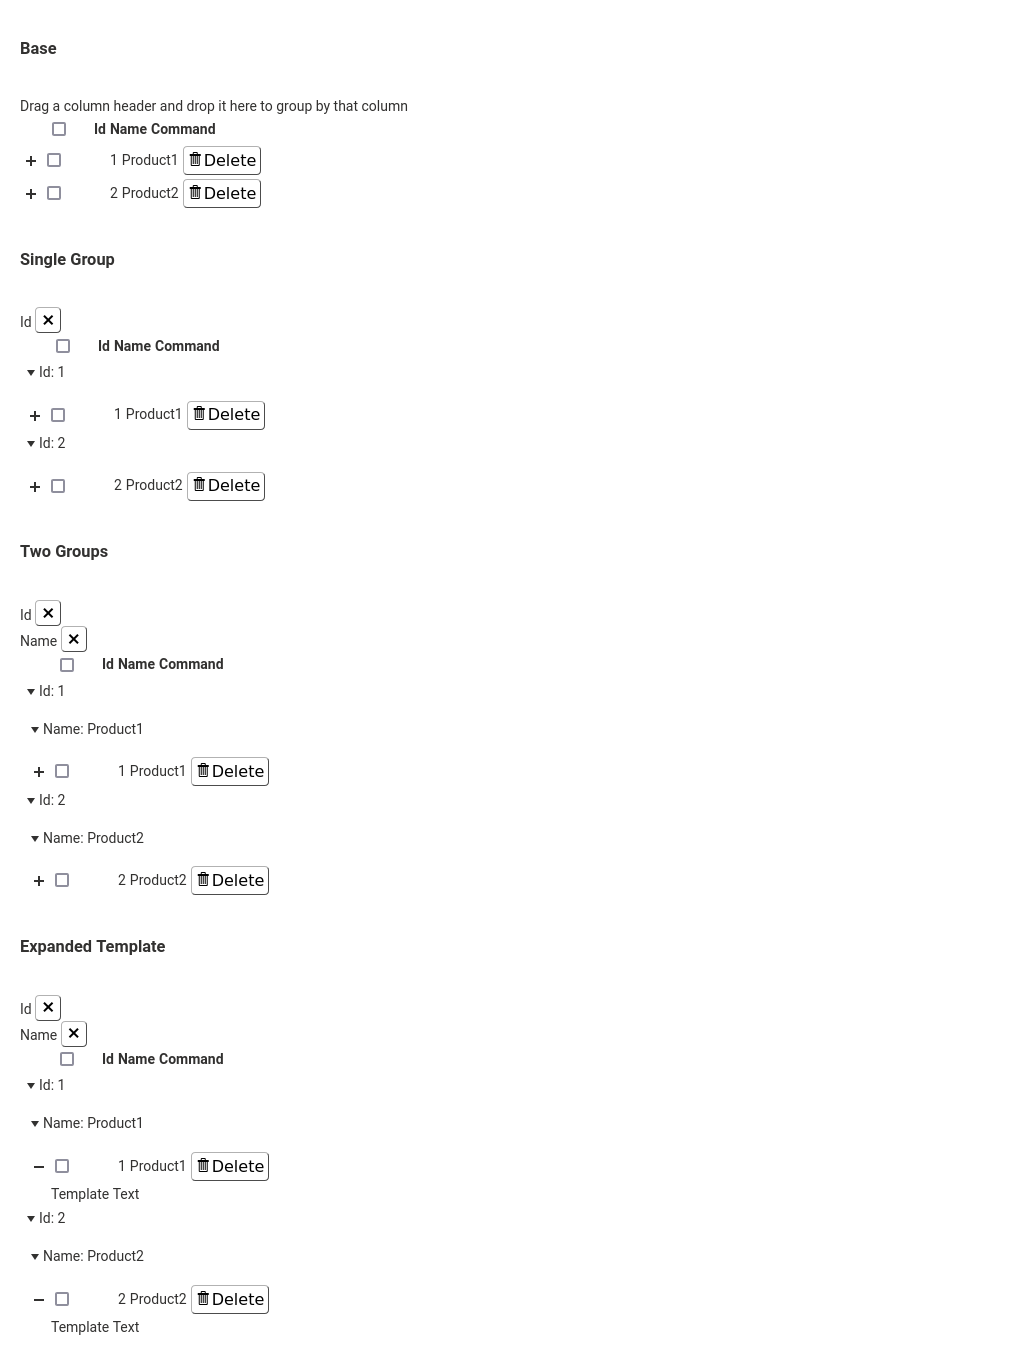 Base
Drag a column header and drop it here to group by that column
Id Name Command
1 Product1 Delete
2 Product2 Delete
Single Group
Id
Id Name Command
Id: 1
1 Product1 Delete
Id: 2
2 Product2 Delete
Two Groups
Id
Name
Id Name Command
Id: 1
Name: Product1
1 Product1 Delete
Id: 2
Name: Product2
2 Product2 Delete
Expanded Template
Id
Name
Id Name Command
Id: 1
Name: Product1
1 Product1 Delete
Template Text
Id: 2
Name: Product2
2 Product2 Delete
Template Text